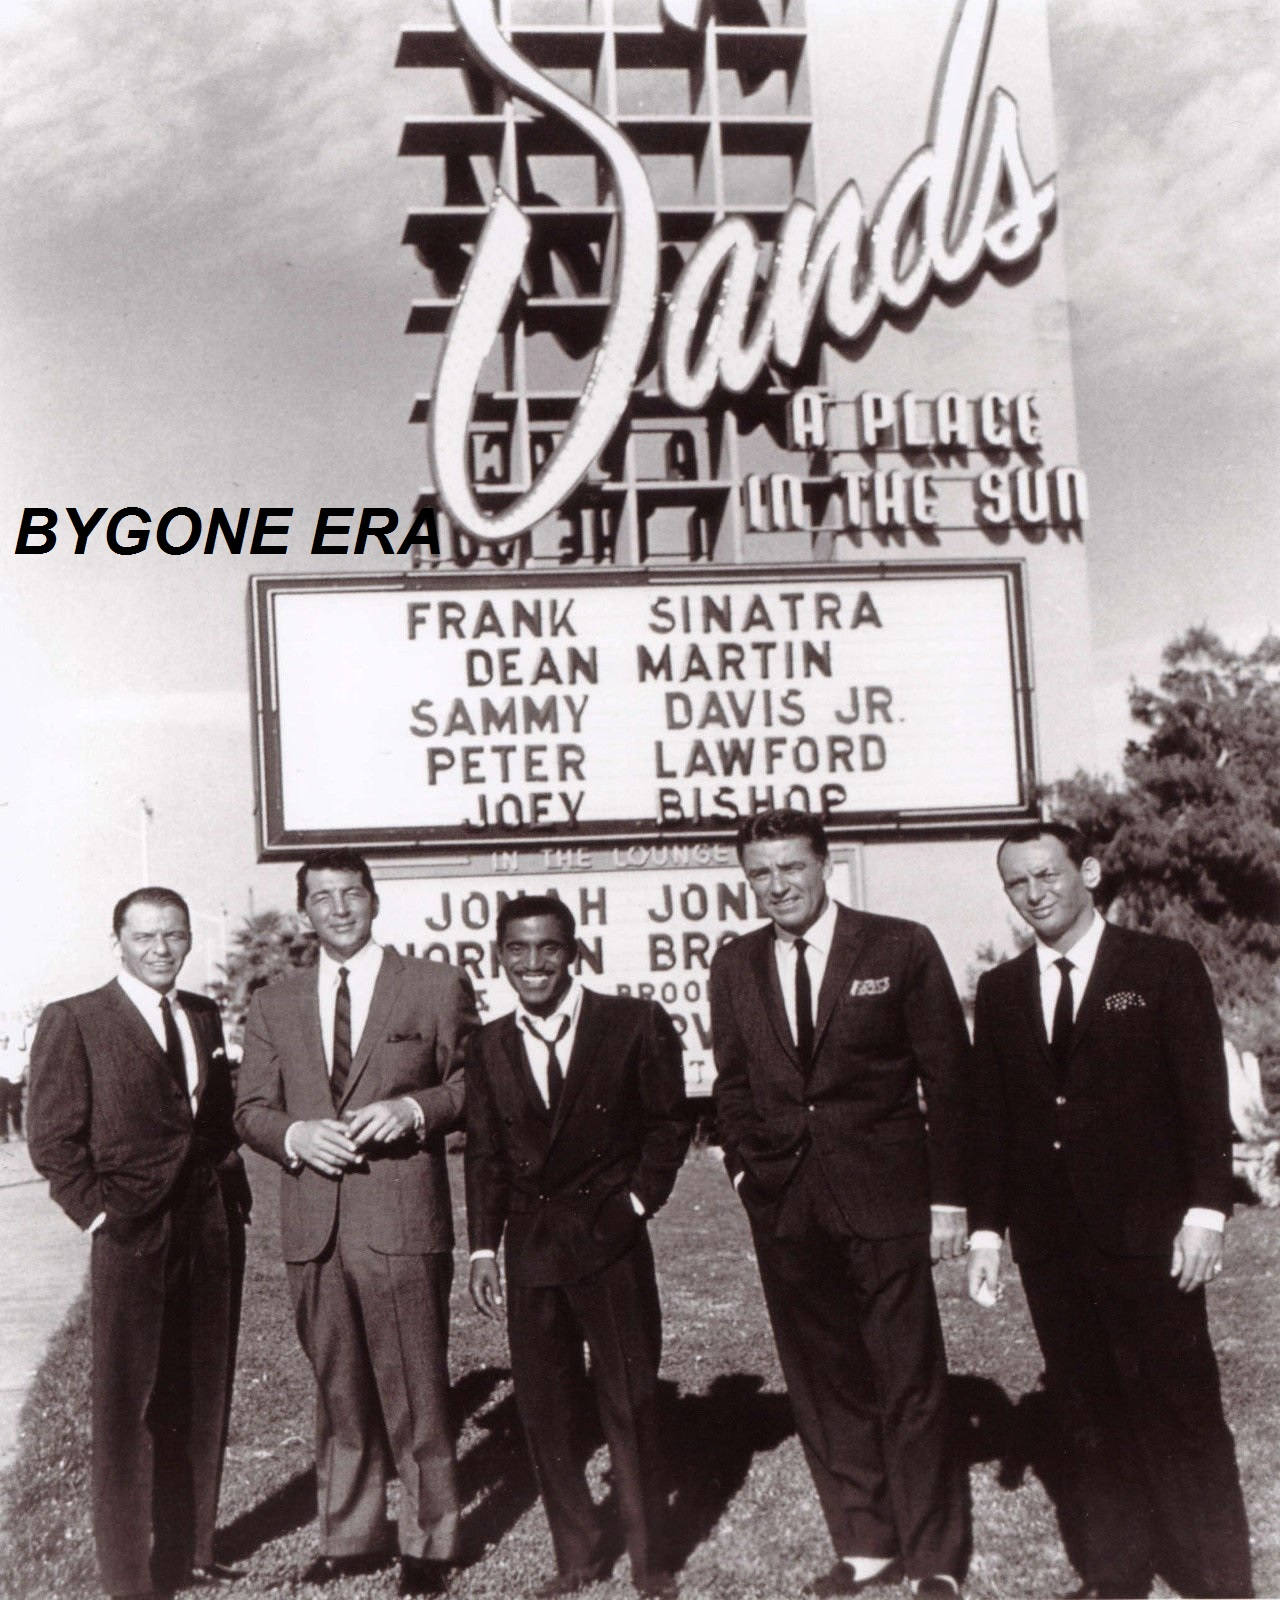 Sands
A PLACE
IN THE SUN
BYGONE ERA
FRANK SINATRA
DEAN MARTIN
SAMMY DAVIS JR.
PETER LAWFORD
JOEY BISHOP
IN THE LOUNGE